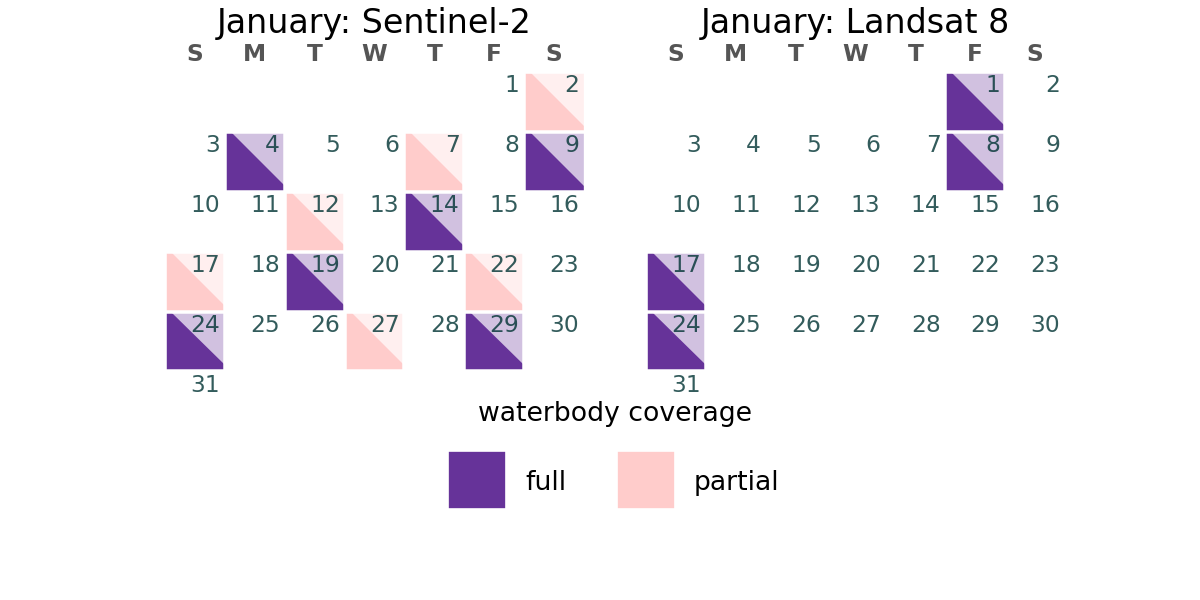 January: Sentinel-2
S M T W T F S
1 2
3 4 5 6 7 8 9
10 11 12 13 14 15 16
17 18 19 20 21 22 23
24 25 26 27 28 29 30
31
January: Landsat 8
S M T W T F S
1 2
3 4 5 6 7 8 9
10 11 12 13 14 15 16
17 18 19 20 21 22 23
24 25 26 27 28 29 30
31
waterbody coverage
full partial